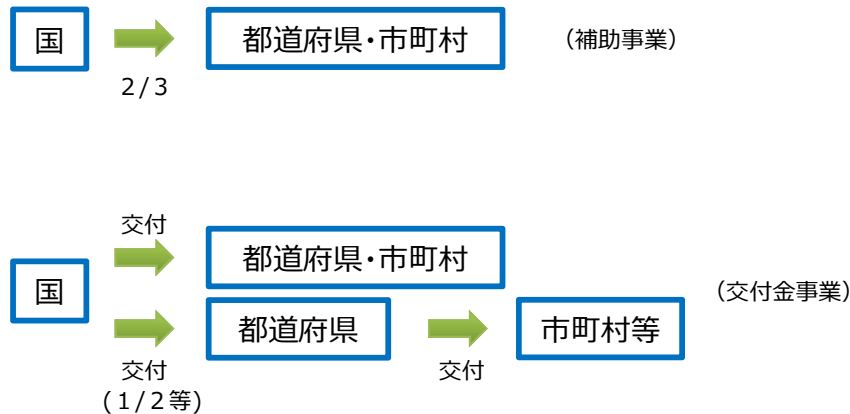 国
都道府県・市町村
（補助事業）
2/3
交付
国
都道府県・市町村
（交付金事業）
都道府県
市町村等
交付
(1/2等)
交付